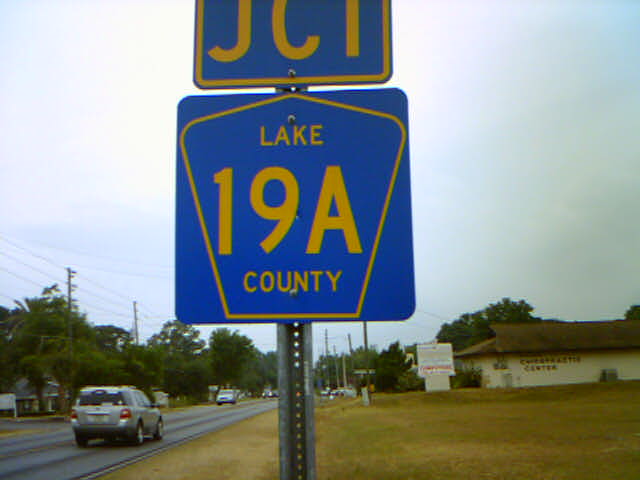 JCT
LAKE
19A
COUNTY
CHIROPRACTIC
CENTER